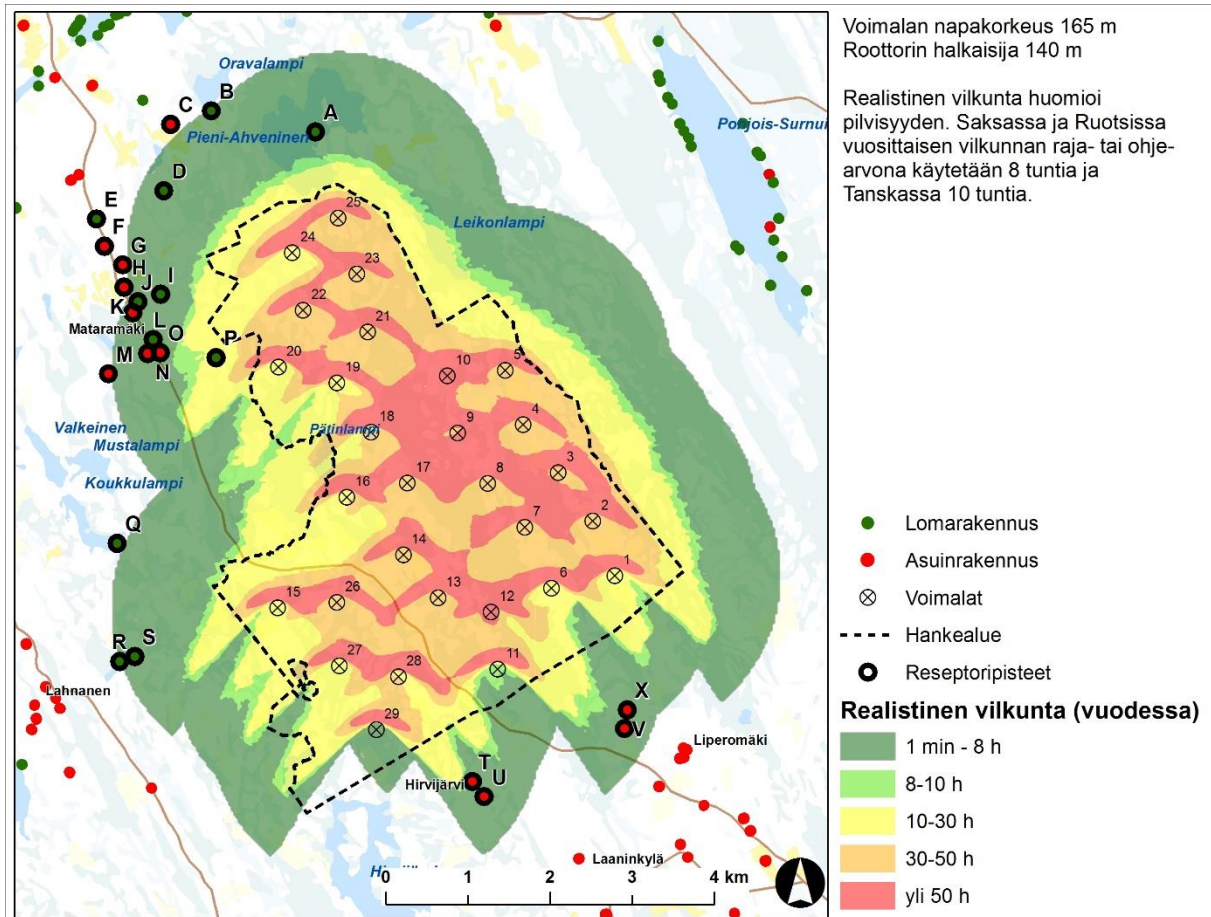 Voimalan napakorkeus 165 m
Roottorin halkaisija 140 m
Realistinen vilkunta huomioi
pilvisyyden. Saksassa ja Ruotsissa
vuosittaisen vilkunnan raja- tai ohje-
arvona käytetään 8 tuntia ja
Tanskassa 10 tuntia.
Oravalampi
B
C
A
Pieni-Ahveninen
Pohjois-Surnui
D
E
25
Leikonlampi
F
24
G
23
H
I
J
22
K
21
Mataramäki
L
O
P
M
N
20
19
10
5
Valkeinen
Pätinlampi
18
9
4
Mustalampi
Koukkulampi
17
8
3
16
2
7
Q
14
1
6
15
26
13
12
R
S
27
28
11
Lahnanen
X
29
V
Liperomäki
T
Hirvijärvi
U
Laaninkylä
0 1 2 3 4 km
Lomarakennus
Asuinrakennus
Voimalat
Hankealue
Reseptoripisteet
Realistinen vilkunta (vuodessa)
1 min - 8 h
8-10 h
10-30 h
30-50 h
yli 50 h